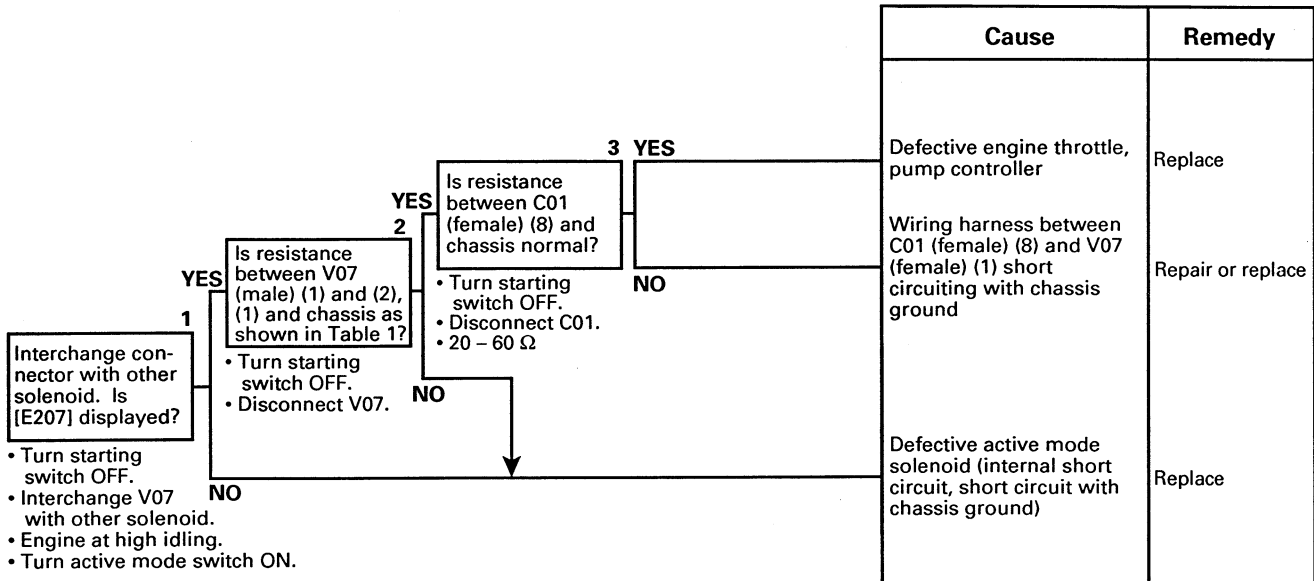 Cause
Remedy
3 YES
Is resistance
between C01
(female) (8) and
chassis normal?
• Turn starting
switch OFF.
• Disconnect C01.
• 20 – 60 Ω
NO
YES
2
Is resistance
between V07
(male) (1) and (2),
(1) and chassis as
shown in Table 1?
• Turn starting
switch OFF.
• Disconnect V07.
NO
YES
1
Interchange con-
nector with other
solenoid. Is
[E207] displayed?
• Turn starting
switch OFF.
• Interchange V07
with other solenoid.
• Engine at high idling.
• Turn active mode switch ON.
NO
Defective engine throttle,
pump controller
Replace
Wiring harness between
C01 (female) (8) and V07
(female) (1) short
circuiting with chassis
ground
Repair or replace
Defective active mode
solenoid (internal short
circuit, short circuit with
chassis ground)
Replace